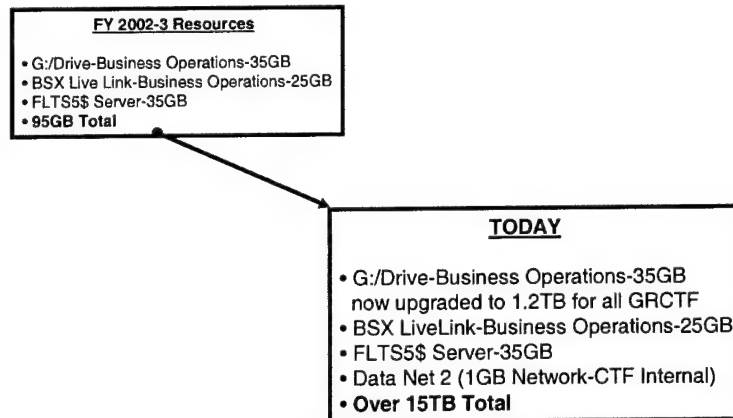 FY 2002-3 Resources
• G:/Drive-Business Operations-35GB
• BSX Live Link-Business Operations-25GB
• FLTS5$ Server-35GB
• 95GB Total
TODAY
• G:/Drive-Business Operations-35GB
now upgraded to 1.2TB for all GRCTF
• BSX LiveLink-Business Operations-25GB
• FLTS5$ Server-35GB
• Data Net 2 (1GB Network-CTF Internal)
• Over 15TB Total